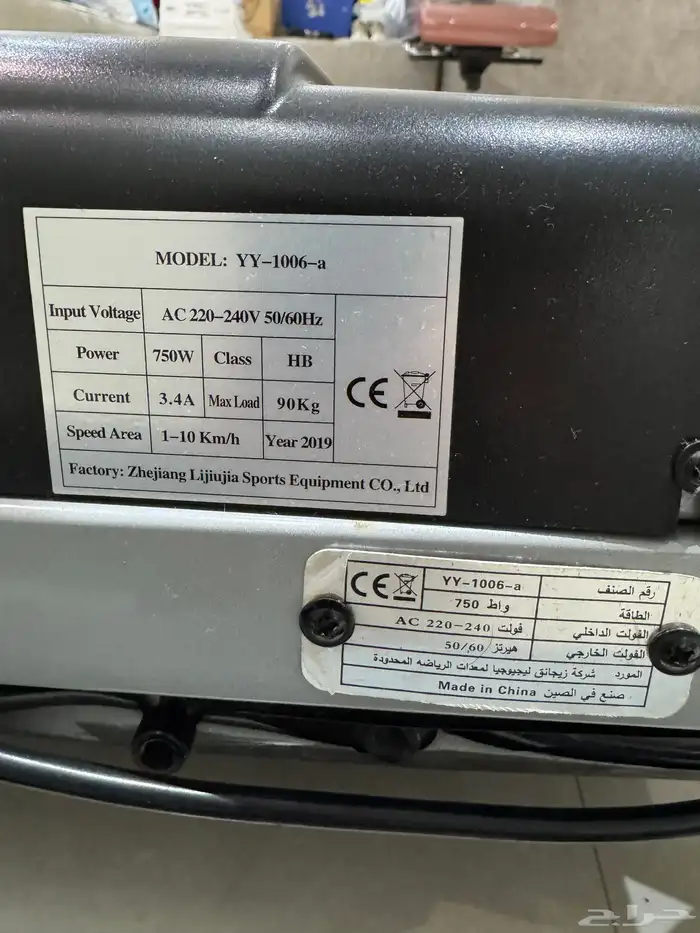 MODEL: YY-1006-a
Input Voltage AC 220-240V 50/60Hz
Power 750W Class HB
Current 3.4A Max Load 90Kg
CE
Speed Area 1-10 Km/h Year 2019
Factory: Zhejiang Lijiujia Sports Equipment CO., Ltd
رقم الصنف YY-1006-a
CE
الطاقة 750 واط
الفولت الداخلي AC 220-240 فولت
الفولت الخارجي 50/60 هيرتز
المورد شركة زيجانق ليجيوجيا لمعدات الرياضه المحدودة
صنع في الصين Made in China
حراج